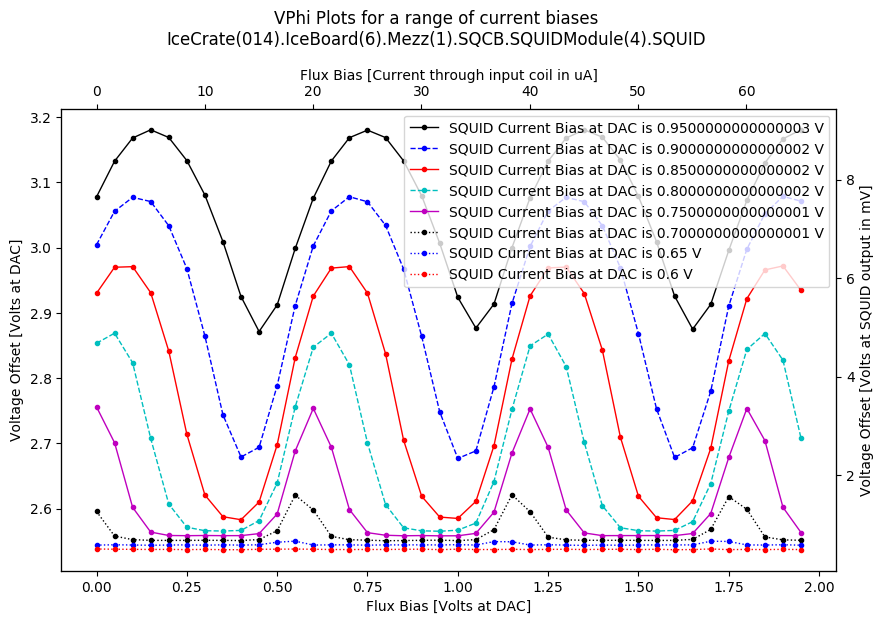 VPhi Plots for a range of current biases
IceCrate(014).IceBoard(6).Mezz(1).SQCB.SQUIDModule(4).SQUID
Flux Bias [Current through input coil in uA]
0 10 20 30 40 50 60
SQUID Current Bias at DAC is 0.9500000000000003 V
SQUID Current Bias at DAC is 0.9000000000000002 V
SQUID Current Bias at DAC is 0.8500000000000002 V
SQUID Current Bias at DAC is 0.8000000000000002 V
SQUID Current Bias at DAC is 0.7500000000000001 V
SQUID Current Bias at DAC is 0.7000000000000001 V
SQUID Current Bias at DAC is 0.65 V
SQUID Current Bias at DAC is 0.6 V
Voltage Offset [Volts at DAC]
3.2
3.1
3.0
2.9
2.8
2.7
2.6
8
6
4
2
Voltage Offset [Volts at SQUID output in mV]
0.00 0.25 0.50 0.75 1.00 1.25 1.50 1.75 2.00
Flux Bias [Volts at DAC]